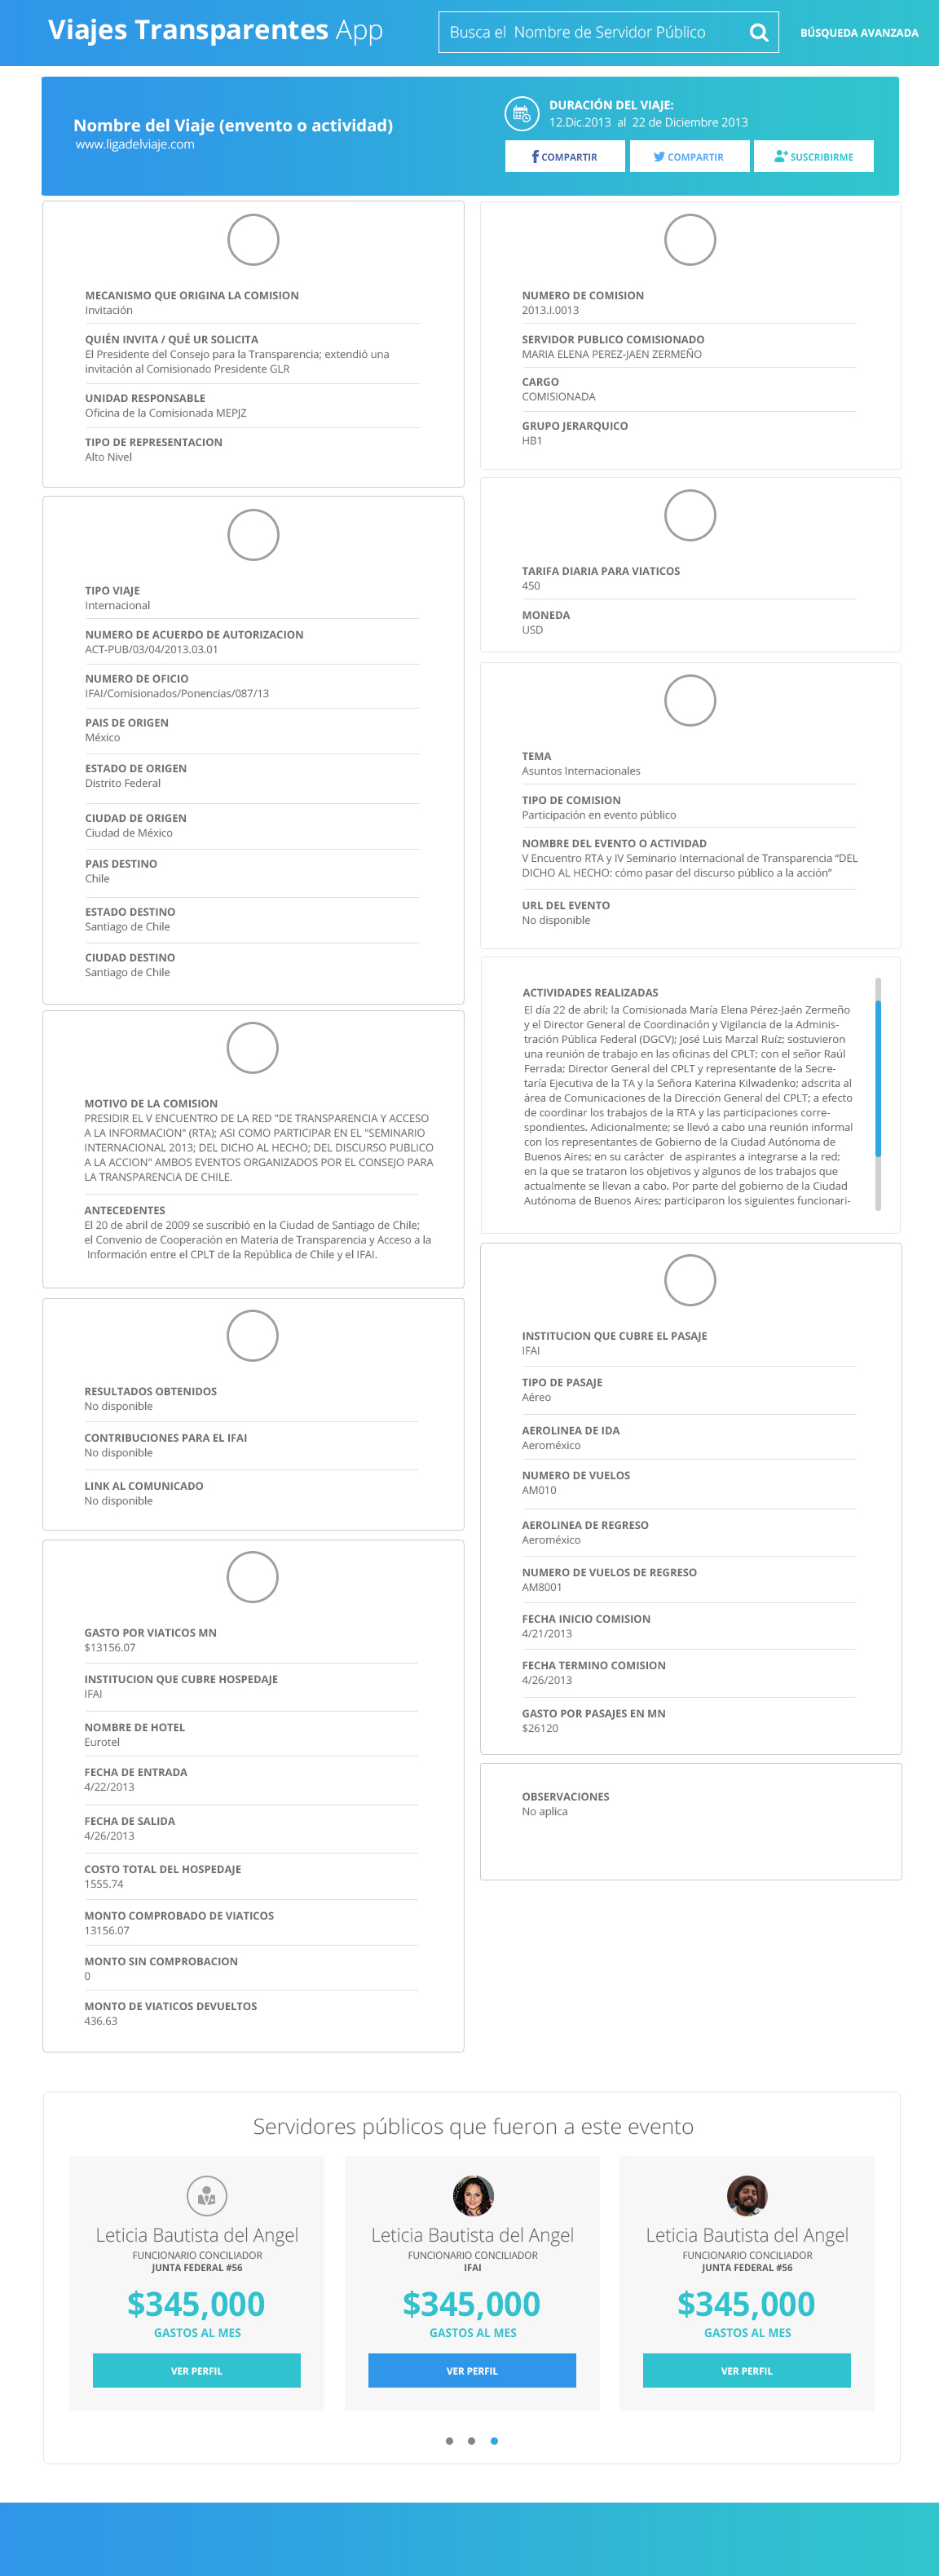 Viajes Transparentes App
Busca el  Nombre de Servidor Público
BÚSQUEDA AVANZADA
Nombre del Viaje (envento o actividad)
www.ligadelviaje.com
DURACIÓN DEL VIAJE:
12.Dic.2013  al  22 de Diciembre 2013
COMPARTIR
COMPARTIR
SUSCRIBIRME
MECANISMO QUE ORIGINA LA COMISION
Invitación
QUIÉN INVITA / QUÉ UR SOLICITA
El Presidente del Consejo para la Transparencia; extendió una
invitación al Comisionado Presidente GLR
UNIDAD RESPONSABLE
Oficina de la Comisionada MEPJZ
TIPO DE REPRESENTACION
Alto Nivel
TIPO VIAJE
Internacional
NUMERO DE ACUERDO DE AUTORIZACION
ACT-PUB/03/04/2013.03.01
NUMERO DE OFICIO
IFAI/Comisionados/Ponencias/087/13
PAIS DE ORIGEN
México
ESTADO DE ORIGEN
Distrito Federal
CIUDAD DE ORIGEN
Ciudad de México
PAIS DESTINO
Chile
ESTADO DESTINO
Santiago de Chile
CIUDAD DESTINO
Santiago de Chile
MOTIVO DE LA COMISION
PRESIDIR EL V ENCUENTRO DE LA RED "DE TRANSPARENCIA Y ACCESO
A LA INFORMACION" (RTA); ASI COMO PARTICIPAR EN EL "SEMINARIO
INTERNACIONAL 2013; DEL DICHO AL HECHO; DEL DISCURSO PUBLICO
A LA ACCION" AMBOS EVENTOS ORGANIZADOS POR EL CONSEJO PARA
LA TRANSPARENCIA DE CHILE.
ANTECEDENTES
El 20 de abril de 2009 se suscribió en la Ciudad de Santiago de Chile;
el Convenio de Cooperación en Materia de Transparencia y Acceso a la
Información entre el CPLT de la República de Chile y el IFAI.
RESULTADOS OBTENIDOS
No disponible
CONTRIBUCIONES PARA EL IFAI
No disponible
LINK AL COMUNICADO
No disponible
GASTO POR VIATICOS MN
$13156.07
INSTITUCION QUE CUBRE HOSPEDAJE
IFAI
NOMBRE DE HOTEL
Eurotel
FECHA DE ENTRADA
4/22/2013
FECHA DE SALIDA
4/26/2013
COSTO TOTAL DEL HOSPEDAJE
1555.74
MONTO COMPROBADO DE VIATICOS
13156.07
MONTO SIN COMPROBACION
0
MONTO DE VIATICOS DEVUELTOS
436.63
NUMERO DE COMISION
2013.I.0013
SERVIDOR PUBLICO COMISIONADO
MARIA ELENA PEREZ-JAEN ZERMEÑO
CARGO
COMISIONADA
GRUPO JERARQUICO
HB1
TARIFA DIARIA PARA VIATICOS
450
MONEDA
USD
TEMA
Asuntos Internacionales
TIPO DE COMISION
Participación en evento público
NOMBRE DEL EVENTO O ACTIVIDAD
V Encuentro RTA y IV Seminario Internacional de Transparencia “DEL
DICHO AL HECHO: cómo pasar del discurso público a la acción”
URL DEL EVENTO
No disponible
ACTIVIDADES REALIZADAS
El día 22 de abril; la Comisionada María Elena Pérez-Jaén Zermeño
y el Director General de Coordinación y Vigilancia de la Adminis-
tración Pública Federal (DGCV); José Luis Marzal Ruíz; sostuvieron
una reunión de trabajo en las oficinas del CPLT; con el señor Raúl
Ferrada; Director General del CPLT y representante de la Secre-
taría Ejecutiva de la TA y la Señora Katerina Kilwadenko; adscrita al
área de Comunicaciones de la Dirección General del CPLT; a efecto
de coordinar los trabajos de la RTA y las participaciones corre-
spondientes. Adicionalmente; se llevó a cabo una reunión informal
con los representantes de Gobierno de la Ciudad Autónoma de
Buenos Aires; en su carácter  de aspirantes a integrarse a la red;
en la que se trataron los objetivos y algunos de los trabajos que
actualmente se llevan a cabo. Por parte del gobierno de la Ciudad
Autónoma de Buenos Aires; participaron los siguientes funcionari-
INSTITUCION QUE CUBRE EL PASAJE
IFAI
TIPO DE PASAJE
Aéreo
AEROLINEA DE IDA
Aeroméxico
NUMERO DE VUELOS
AM010
AEROLINEA DE REGRESO
Aeroméxico
NUMERO DE VUELOS DE REGRESO
AM8001
FECHA INICIO COMISION
4/21/2013
FECHA TERMINO COMISION
4/26/2013
GASTO POR PASAJES EN MN
$26120
OBSERVACIONES
No aplica
Servidores públicos que fueron a este evento
Leticia Bautista del Angel
FUNCIONARIO CONCILIADOR
JUNTA FEDERAL #56
$345,000
GASTOS AL MES
VER PERFIL
Leticia Bautista del Angel
FUNCIONARIO CONCILIADOR
IFAI
$345,000
GASTOS AL MES
VER PERFIL
Leticia Bautista del Angel
FUNCIONARIO CONCILIADOR
JUNTA FEDERAL #56
$345,000
GASTOS AL MES
VER PERFIL